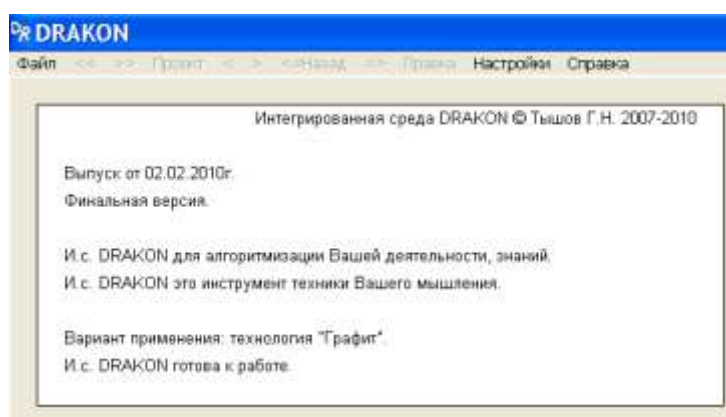 DR DRAKON
Файл << >> Проект < > <<Назад >> Правка Настройки Справка
Интегрированная среда DRAKON © Тышов Г.Н. 2007-2010
Выпуск от 02.02.2010г.
Финальная версия.
И.с. DRAKON для алгоритмизации Вашей деятельности, знаний.
И.с. DRAKON это инструмент техники Вашего мышления.
Вариант применения: технология "Графит".
И.с. DRAKON готова к работе.